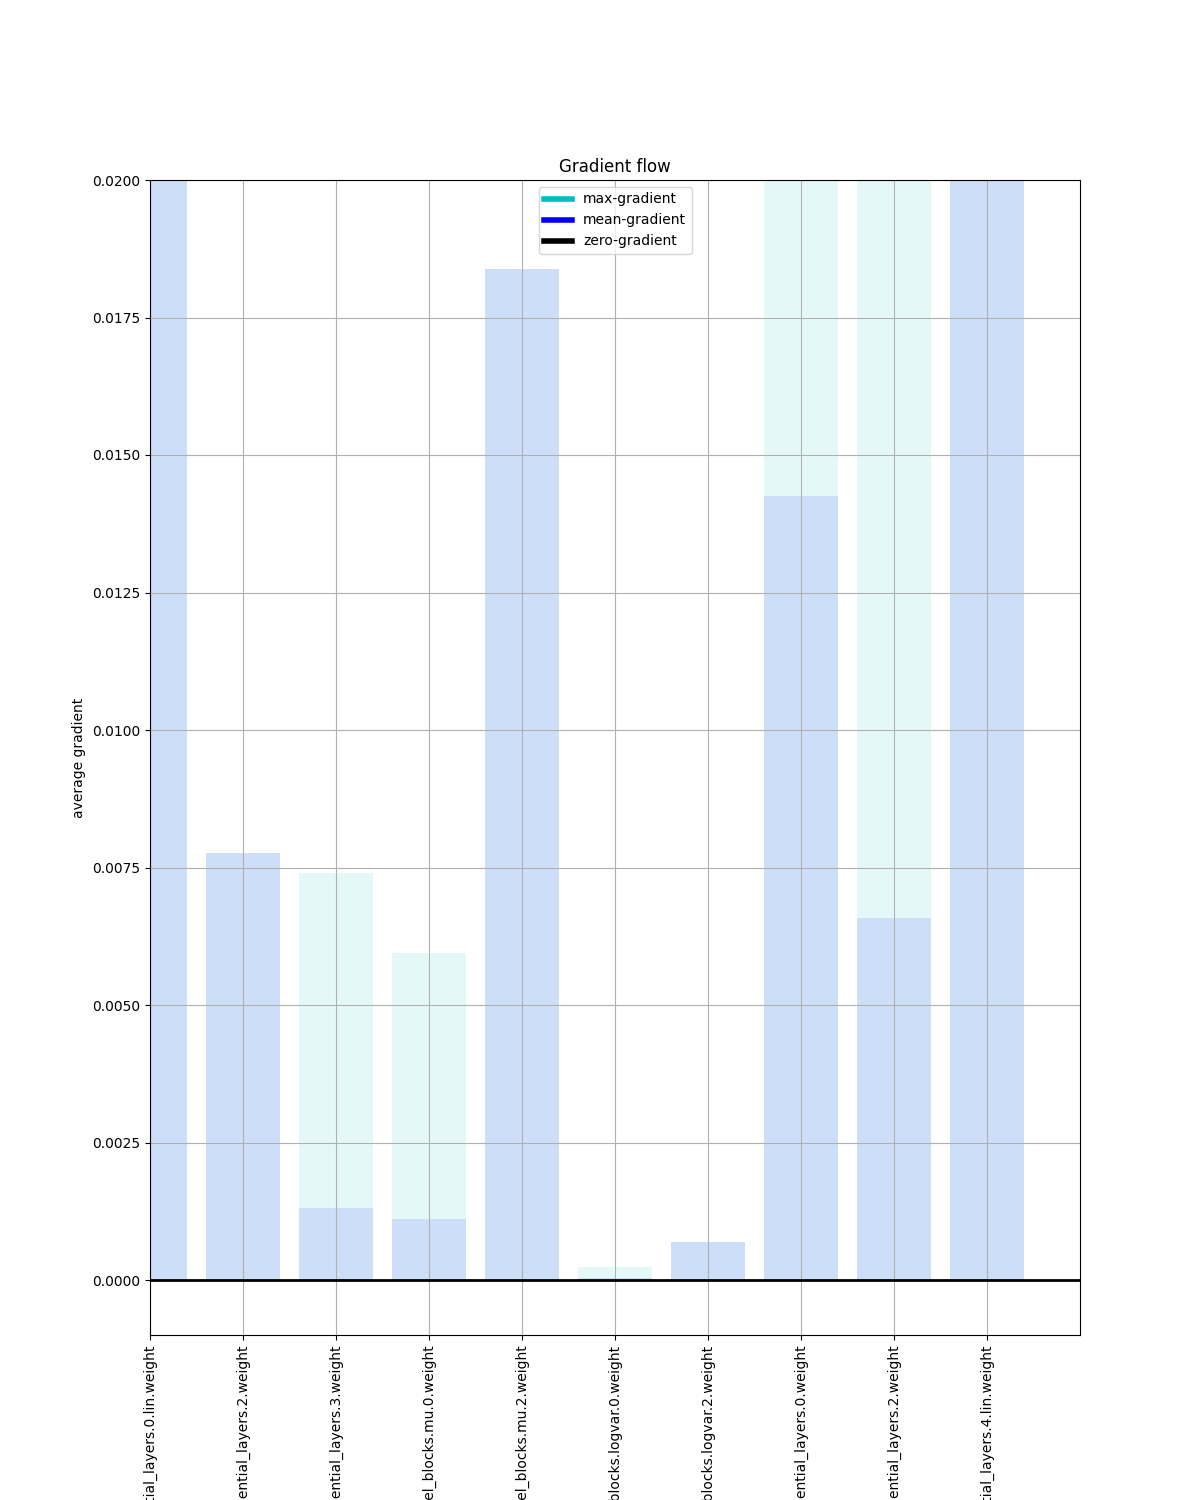 Gradient flow
max-gradient
mean-gradient
zero-gradient
average gradient
0.0200
0.0175
0.0150
0.0125
0.0100
0.0075
0.0050
0.0025
0.0000
tial_layers.0.lin.weight
ential_layers.2.weight
ential_layers.3.weight
el_blocks.mu.0.weight
el_blocks.mu.2.weight
blocks.logvar.0.weight
blocks.logvar.2.weight
ential_layers.0.weight
ential_layers.2.weight
tial_layers.4.lin.weight